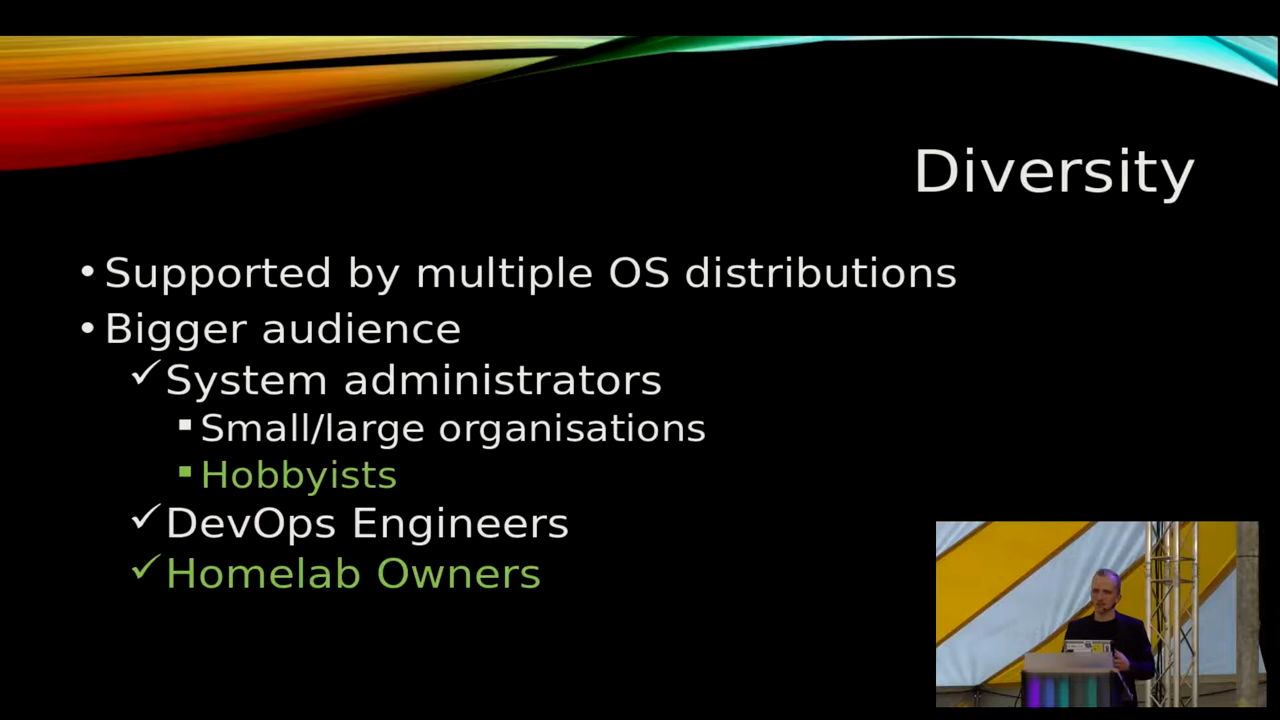 Diversity
• Supported by multiple OS distributions
• Bigger audience
✓ System administrators
▪ Small/large organisations
▪ Hobbyists
✓ DevOps Engineers
✓ Homelab Owners